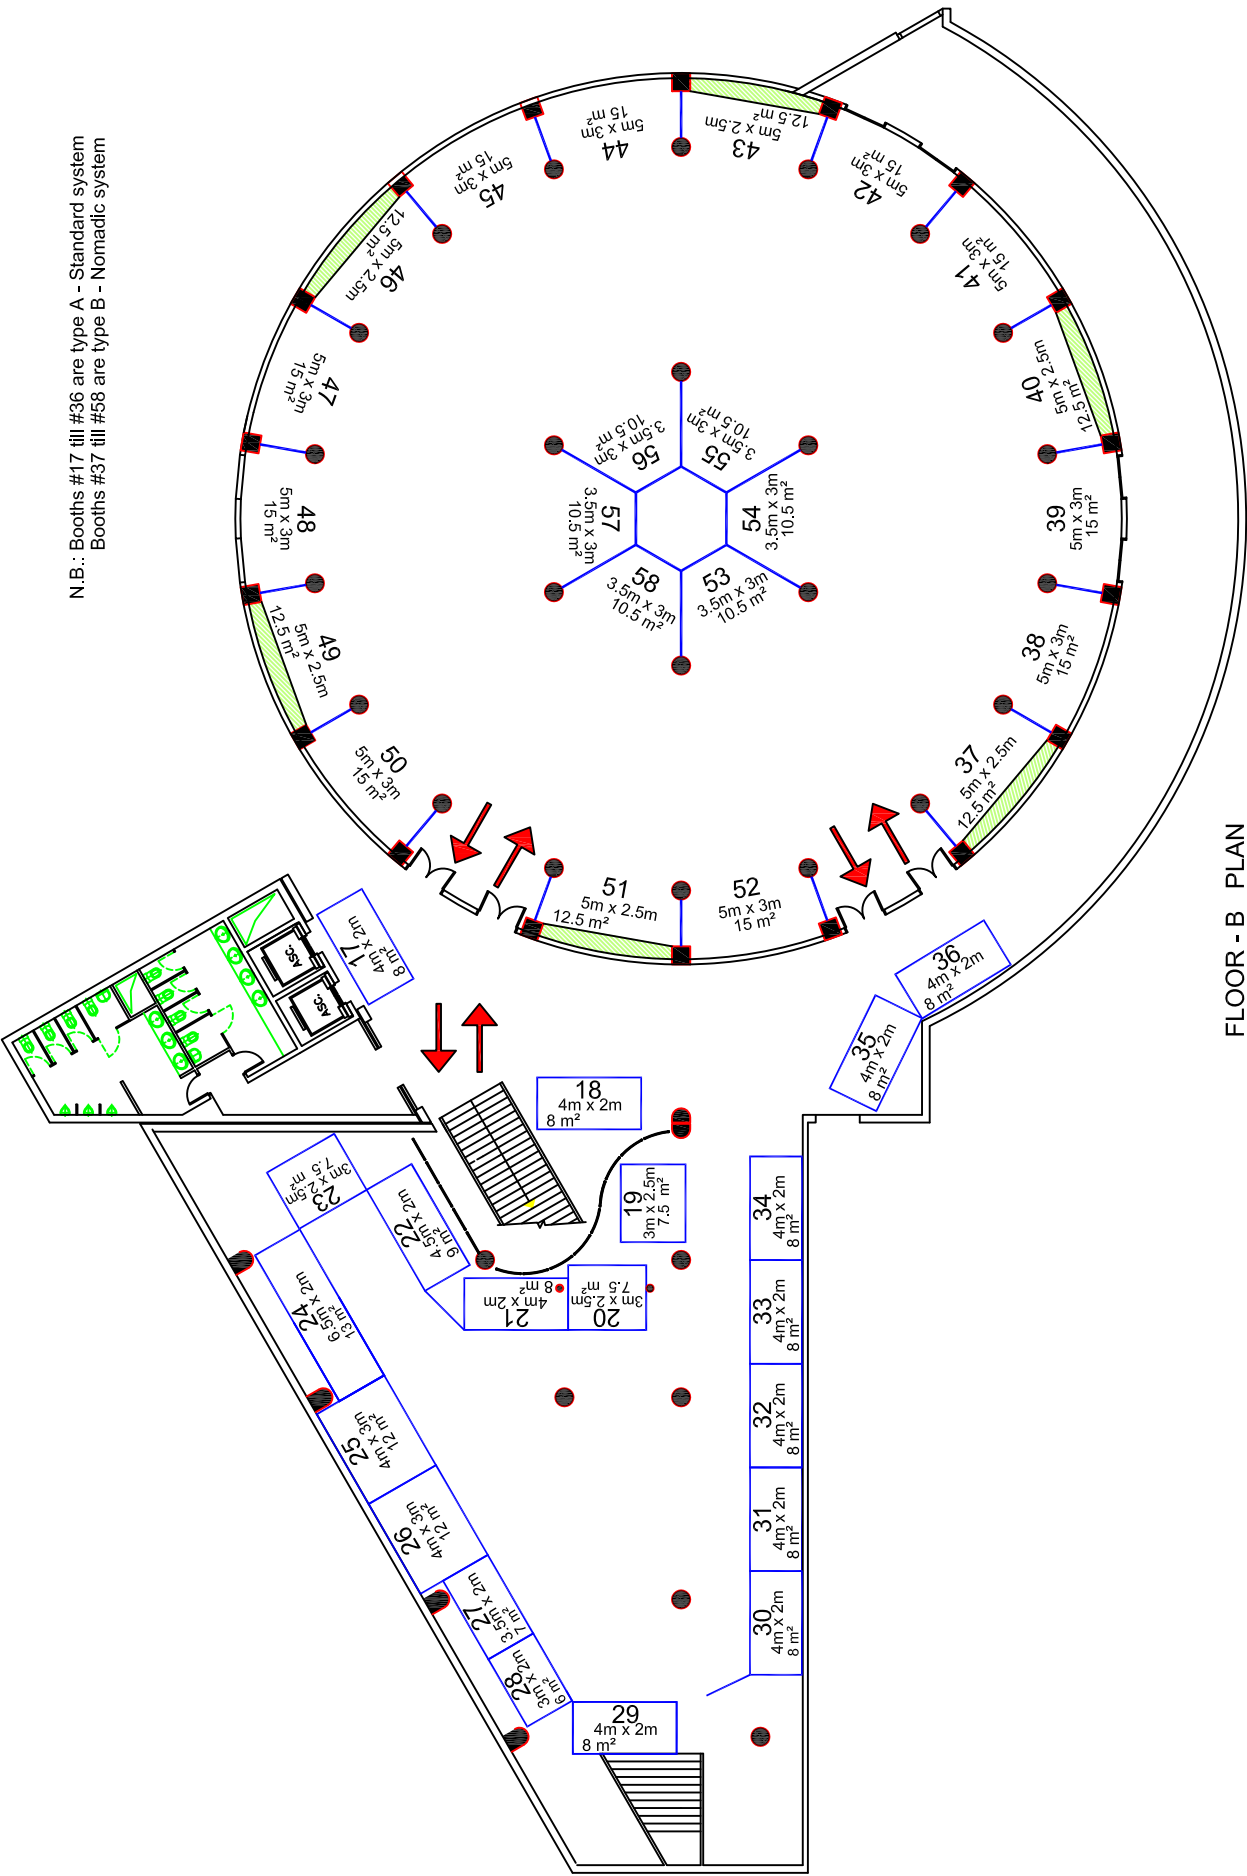 N.B.: Booths #17 till #36 are type A - Standard system
Booths #37 till #58 are type B - Nomadic system
17
4m x 2m
8 m²
18
4m x 2m
8 m²
19
3m x 2.5m
7.5 m²
20
3m x 2.5m
7.5 m²
21
4m x 2m
8 m²
22
4.5m x 2m
9 m²
23
3m x 2.5m
7.5 m²
24
6.5m x 2m
13 m²
25
4m x 3m
12 m²
26
4m x 3m
12 m²
27
3.5m x 2m
7 m²
28
3m x 2m
6 m²
29
4m x 2m
8 m²
30
4m x 2m
8 m²
31
4m x 2m
8 m²
32
4m x 2m
8 m²
33
4m x 2m
8 m²
34
4m x 2m
8 m²
35
4m x 2m
8 m²
36
4m x 2m
8 m²
37
5m x 2.5m
12.5 m²
38
5m x 3m
15 m²
39
5m x 3m
15 m²
40
5m x 2.5m
12.5 m²
41
5m x 3m
15 m²
42
5m x 3m
15 m²
43
5m x 2.5m
12.5 m²
44
5m x 3m
15 m²
45
5m x 3m
15 m²
46
5m x 2.5m
12.5 m²
47
5m x 3m
15 m²
48
5m x 3m
15 m²
49
5m x 2.5m
12.5 m²
50
5m x 3m
15 m²
51
5m x 2.5m
12.5 m²
52
5m x 3m
15 m²
53
3.5m x 3m
10.5 m²
54
3.5m x 3m
10.5 m²
55
3.5m x 3m
10.5 m²
56
3.5m x 3m
10.5 m²
57
3.5m x 3m
10.5 m²
58
3.5m x 3m
10.5 m²
ASC.
ASC.
FLOOR - B PLAN